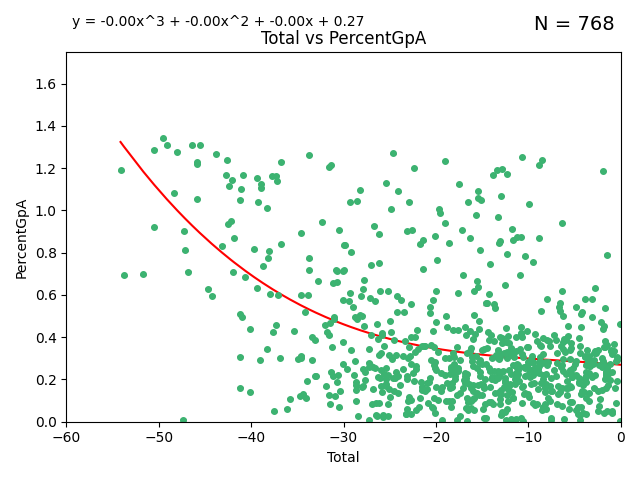 y = -0.00x^3 + -0.00x^2 + -0.00x + 0.27
N = 768
Total vs PercentGpA
1.6
1.4
1.2
1.0
0.8
0.6
0.4
0.2
0.0
PercentGpA
−60 −50 −40 −30 −20 −10 0
Total